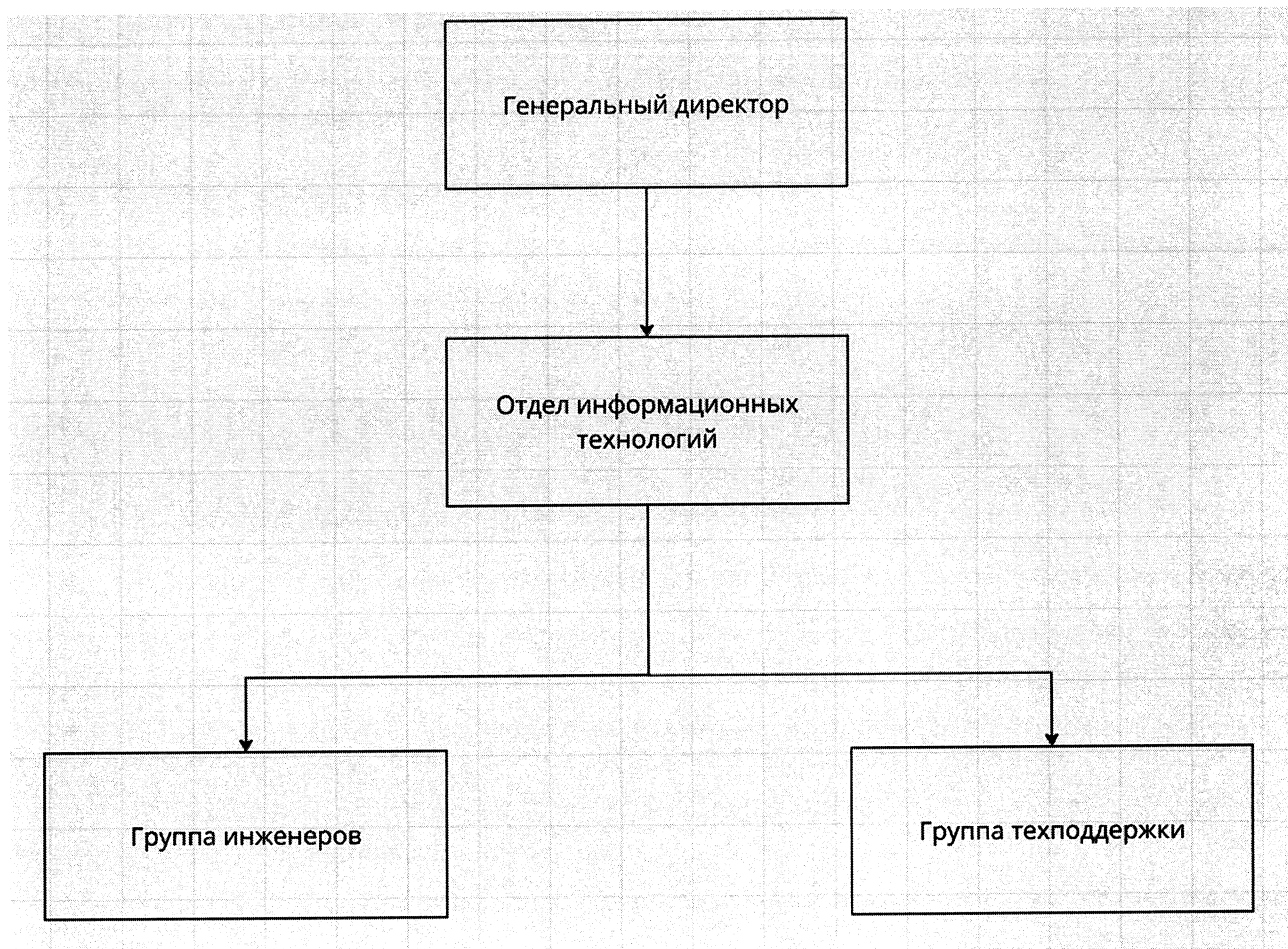 Генеральный директор
Отдел информационных
технологий
Группа инженеров
Группа техподдержки